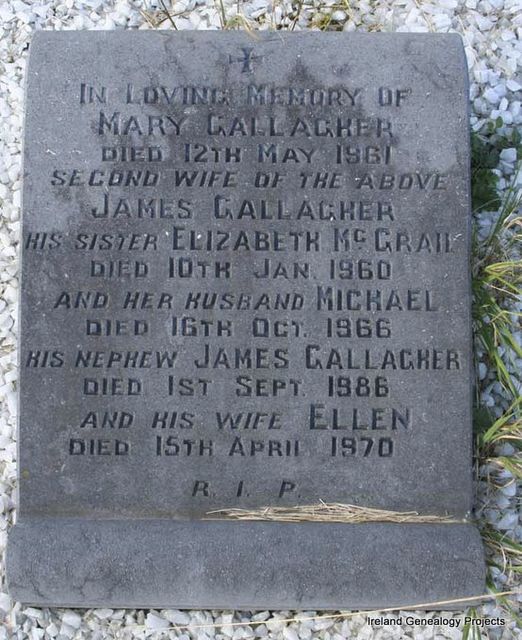 IN LOVING MEMORY OF
MARY GALLAGHER
DIED 12TH MAY 1961
SECOND WIFE OF THE ABOVE
JAMES GALLAGHER
HIS SISTER ELIZABETH MCGRAIL
DIED 10TH JAN. 1960
AND HER HUSBAND MICHAEL
DIED 16TH OCT. 1966
HIS NEPHEW JAMES GALLAGHER
DIED 1ST SEPT. 1986
AND HIS WIFE ELLEN
DIED 15TH APRIL 1970
R. I. P.
Ireland Genealogy Projects